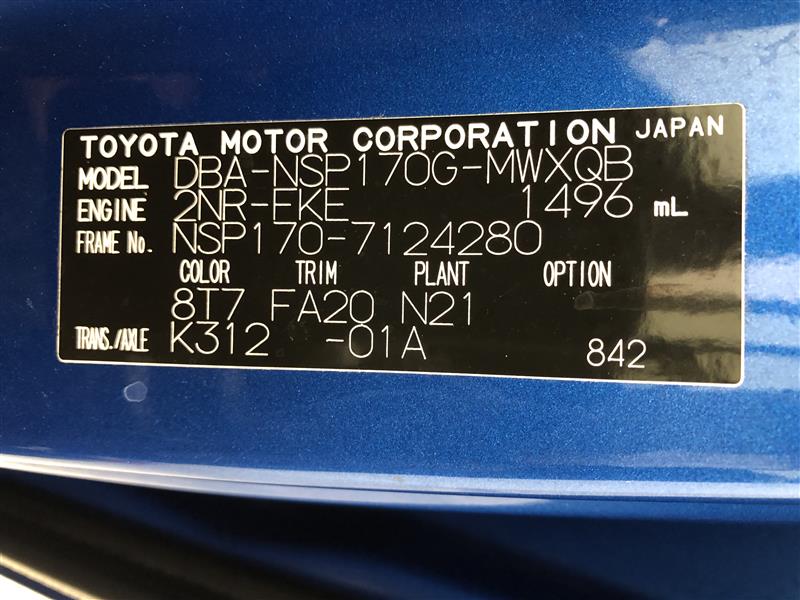 TOYOTA MOTOR CORPORATION JAPAN
MODEL DBA-NSP170G-MWXQB
ENGINE 2NR-FKE 1496 mL
FRAME No. NSP170-7124280
COLOR TRIM PLANT OPTION
8T7 FA20 N21
TRANS./AXLE K312 -01A 842